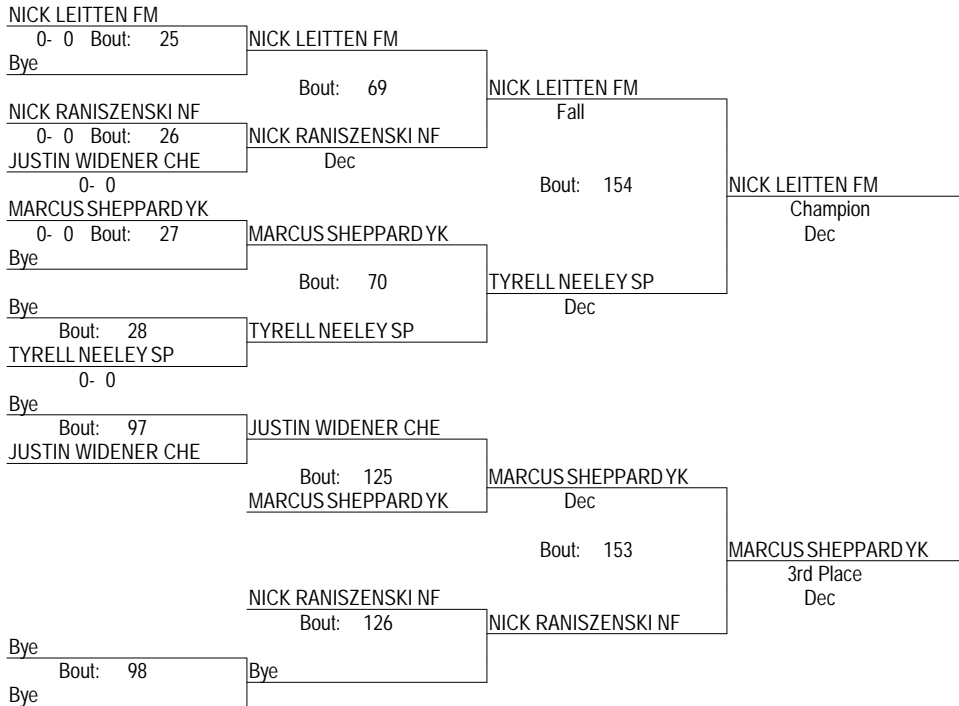 NICK LEITTEN FM
0- 0 Bout: 25 NICK LEITTEN FM
Bye
Bout: 69 NICK LEITTEN FM
NICK RANISZENSKI NF Fall
0- 0 Bout: 26 NICK RANISZENSKI NF
JUSTIN WIDENER CHE Dec
0- 0 Bout: 154 NICK LEITTEN FM
MARCUS SHEPPARD YK Champion
0- 0 Bout: 27 MARCUS SHEPPARD YK Dec
Bye
Bout: 70 TYRELL NEELEY SP
Bye Dec
Bout: 28 TYRELL NEELEY SP
TYRELL NEELEY SP
0- 0
Bye
Bout: 97 JUSTIN WIDENER CHE
JUSTIN WIDENER CHE
Bout: 125 MARCUS SHEPPARD YK
MARCUS SHEPPARD YK Dec
Bout: 153 MARCUS SHEPPARD YK
3rd Place
NICK RANISZENSKI NF Dec
Bout: 126 NICK RANISZENSKI NF
Bye
Bout: 98 Bye
Bye